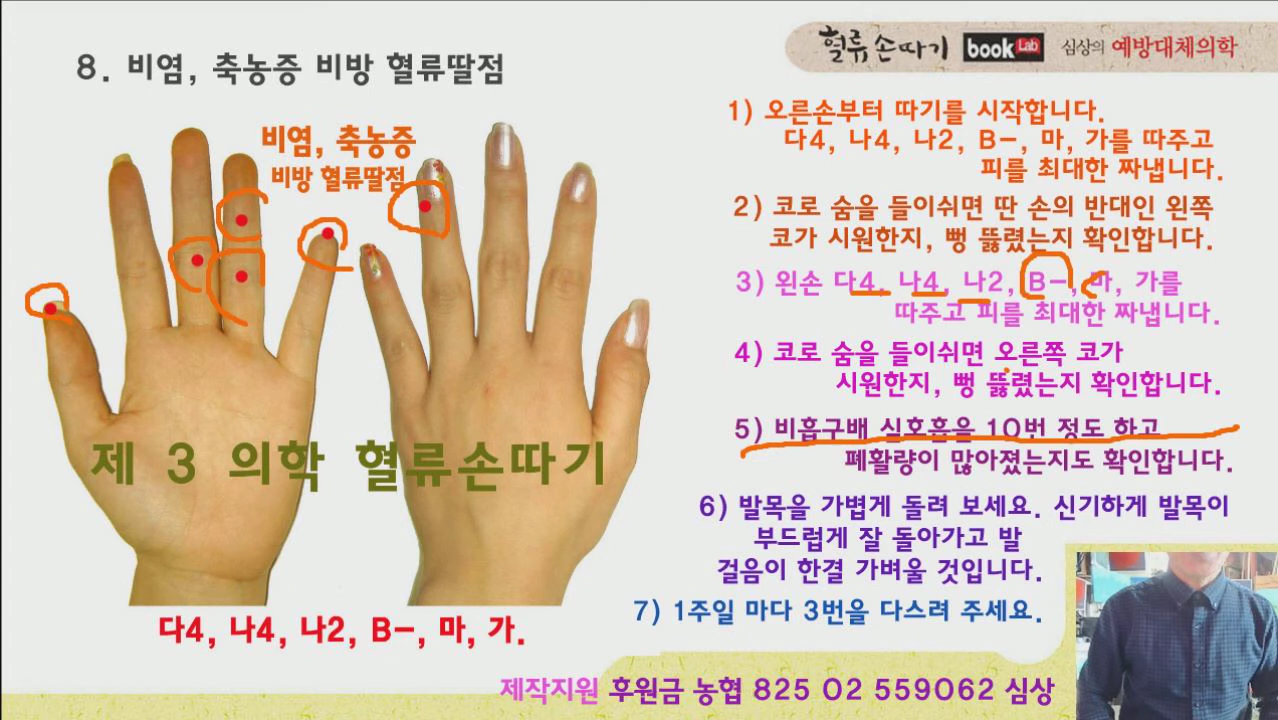 8. 비염, 축농증 비방 혈류딸점
혈류 손따기 book Lab 심상의 예방대체의학
비염, 축농증
비방 혈류딸점
1) 오른손부터 따기를 시작합니다.
다4, 나4, 나2, B-, 마, 가를 따주고
피를 최대한 짜냅니다.
2) 코로 숨을 들이쉬면 딴 손의 반대인 왼쪽
코가 시원한지, 뻥 뚫렸는지 확인합니다.
3) 왼손 다4, 나4, 나2, B-, 마, 가를
따주고 피를 최대한 짜냅니다.
4) 코로 숨을 들이쉬면 오른쪽 코가
시원한지, 뻥 뚫렸는지 확인합니다.
5) 비흡구배 심호흡을 10번 정도 하고
폐활량이 많아졌는지도 확인합니다.
6) 발목을 가볍게 돌려 보세요. 신기하게 발목이
부드럽게 잘 돌아가고 발
걸음이 한결 가벼울 것입니다.
7) 1주일 마다 3번을 다스려 주세요.
제 3 의학 혈류손따기
다4, 나4, 나2, B-, 마, 가.
제작지원 후원금 농협 825 02 559062 심상